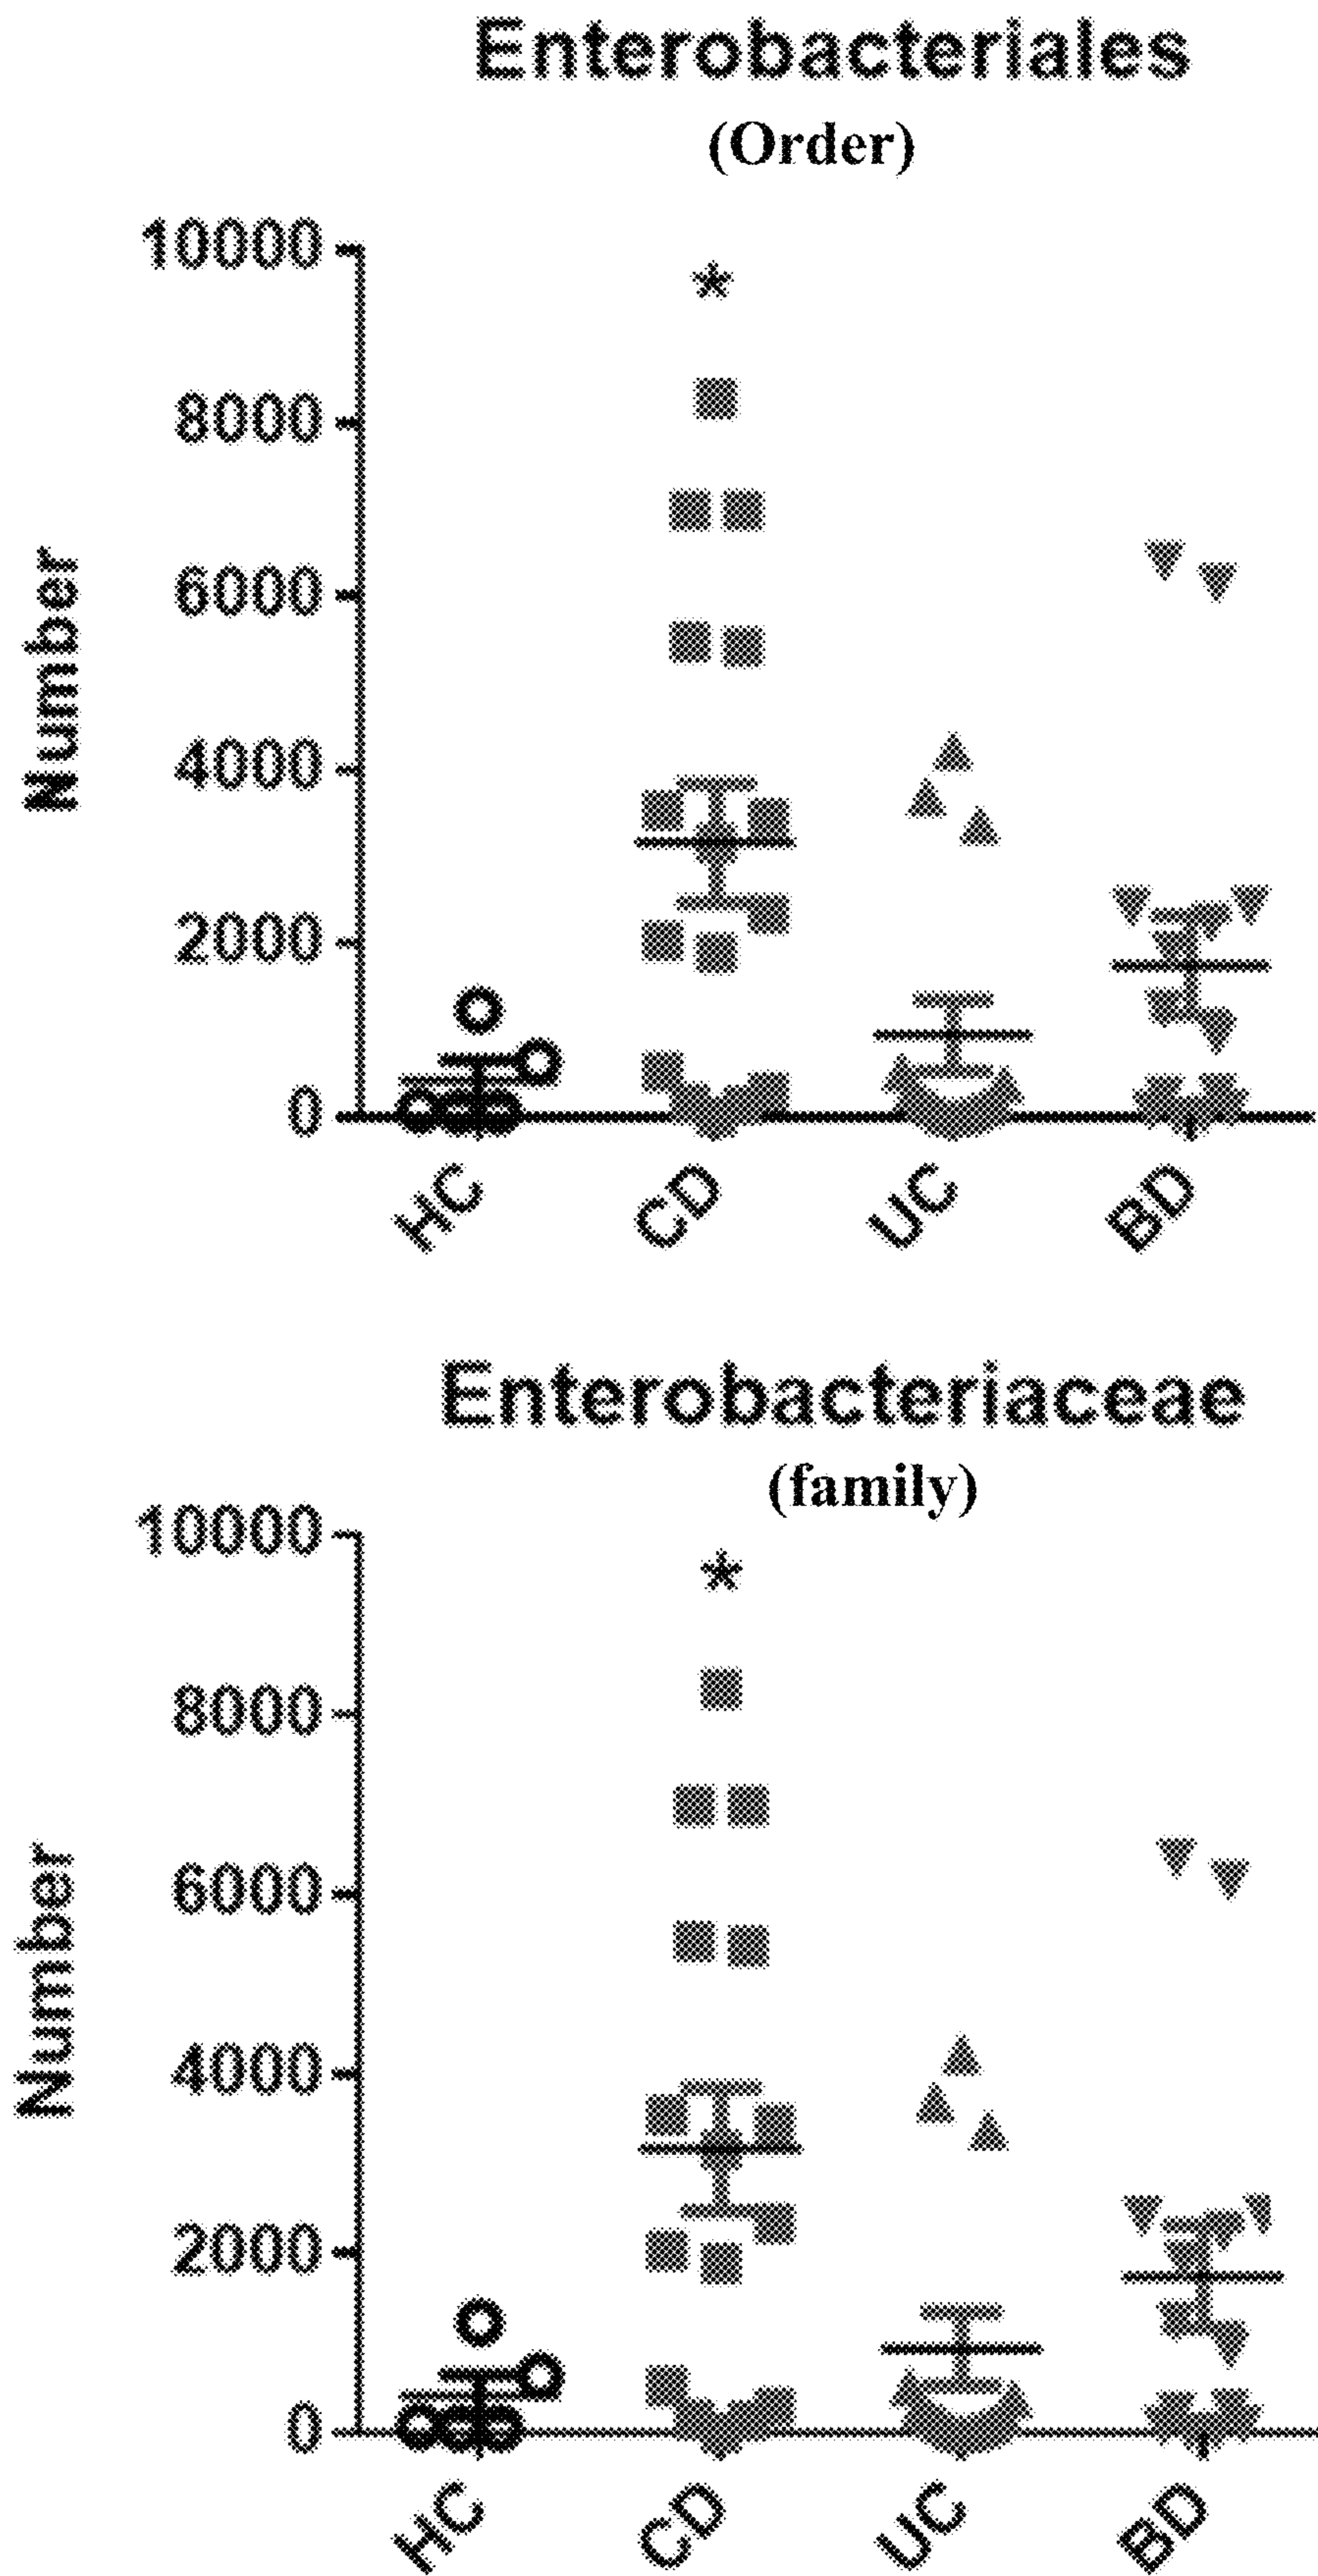 Enterobacteriales
(Order)
Number
10000
*
8000
6000
4000
2000
0
HC
CD
UC
BD
Enterobacteriaceae
(family)
Number
10000
*
8000
6000
4000
2000
0
HC
CD
UC
BD